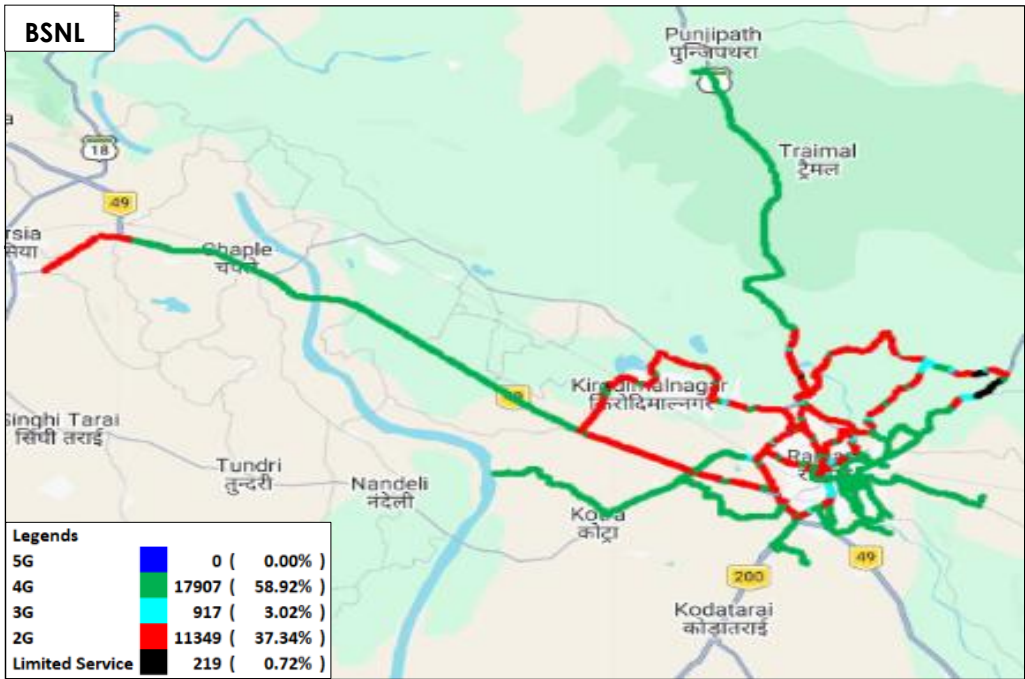 BSNL
Punjipath
पुन्जिपथरा
18
Traimal
ट्रैमल
49
Chaple
Kirodimalnagar
किरोदिमाल्नगर
Singhi Tarai
सिंघी तराई
Tundri
तुन्दरी
Nandeli
नंदेली
Kotra
कोट्रा
49
200
Kodatarai
कोड़ातराई
Legends
5G 0 ( 0.00% )
4G 17907 ( 58.92% )
3G 917 ( 3.02% )
2G 11349 ( 37.34% )
Limited Service 219 ( 0.72% )